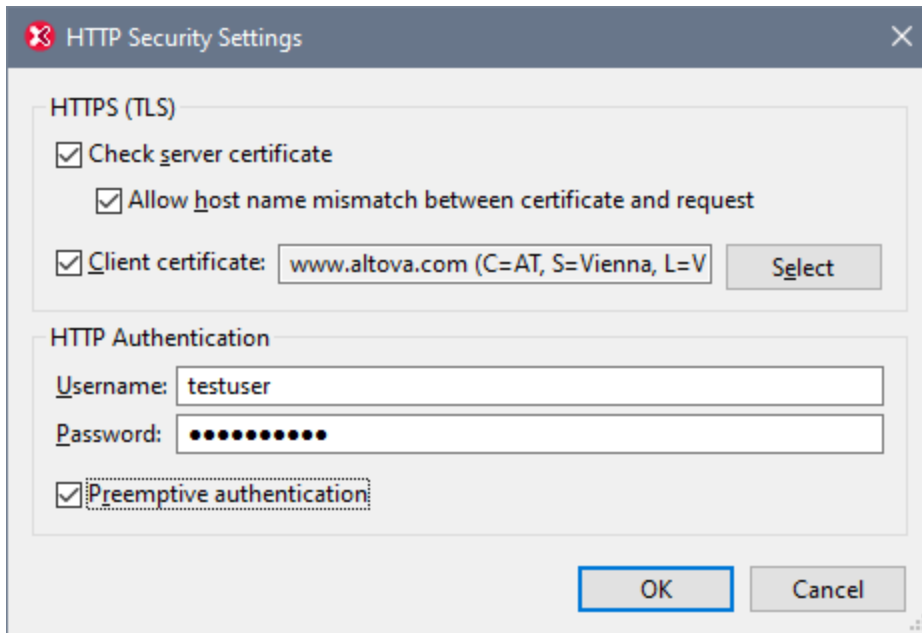 HTTP Security Settings
HTTPS (TLS)
Check server certificate
Allow host name mismatch between certificate and request
Client certificate: www.altova.com (C=AT, S=Vienna, L=V Select
HTTP Authentication
Username: testuser
Password: ●●●●●●●●●●
Preemptive authentication
OK Cancel